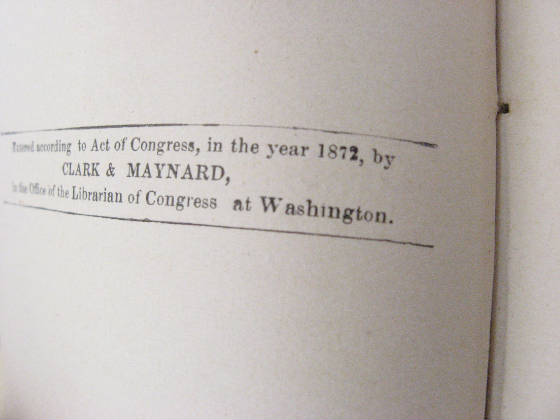 Entered according to Act of Congress, in the year 1872, by
CLARK & MAYNARD,
in the Office of the Librarian of Congress at Washington.